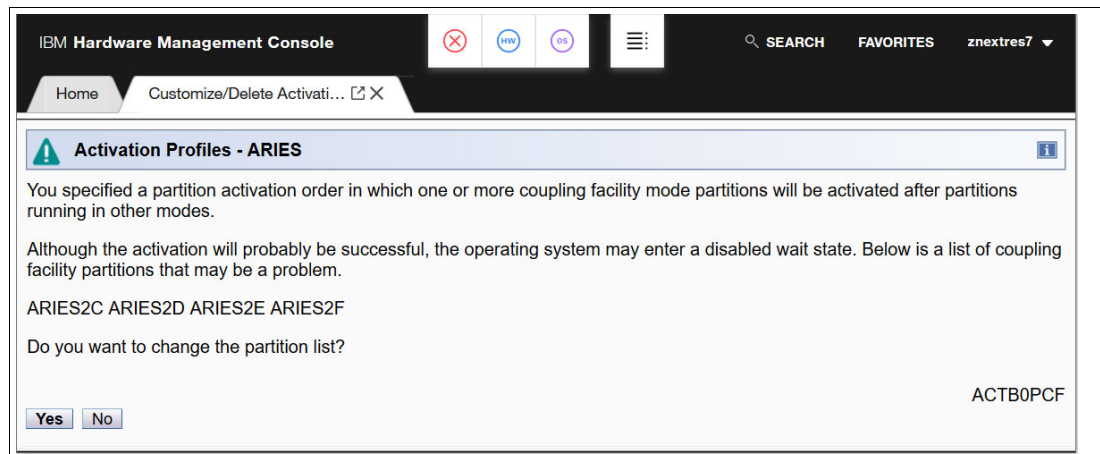 IBM Hardware Management Console
HW
OS
SEARCH
FAVORITES
znextres7
Home
Customize/Delete Activati...
Activation Profiles - ARIES
i
You specified a partition activation order in which one or more coupling facility mode partitions will be activated after partitions
running in other modes.
Although the activation will probably be successful, the operating system may enter a disabled wait state. Below is a list of coupling
facility partitions that may be a problem.
ARIES2C ARIES2D ARIES2E ARIES2F
Do you want to change the partition list?
ACTB0PCF
Yes
No